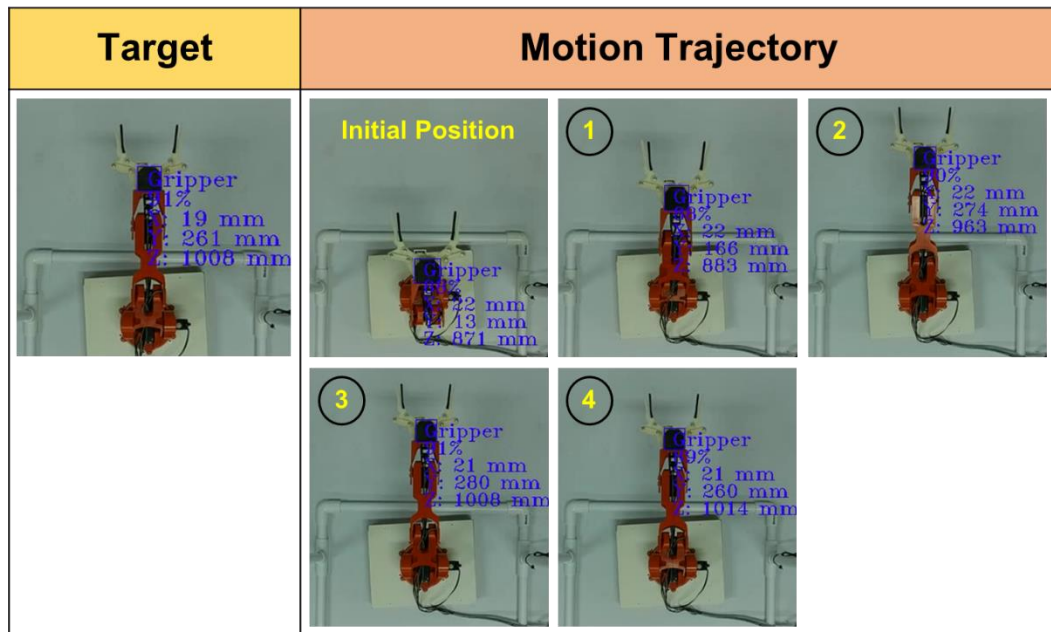 Target
Motion Trajectory
Gripper
19 mm
261 mm
Z: 1008 mm
Initial Position
Gripper
22 mm
13 mm
Z: 871 mm
1
Gripper
22 mm
166 mm
Z: 883 mm
2
Gripper
X: 22 mm
Y: 274 mm
Z: 963 mm
3
Gripper
21 mm
280 mm
Z: 1008 mm
4
Gripper
21 mm
260 mm
Z: 1014 mm